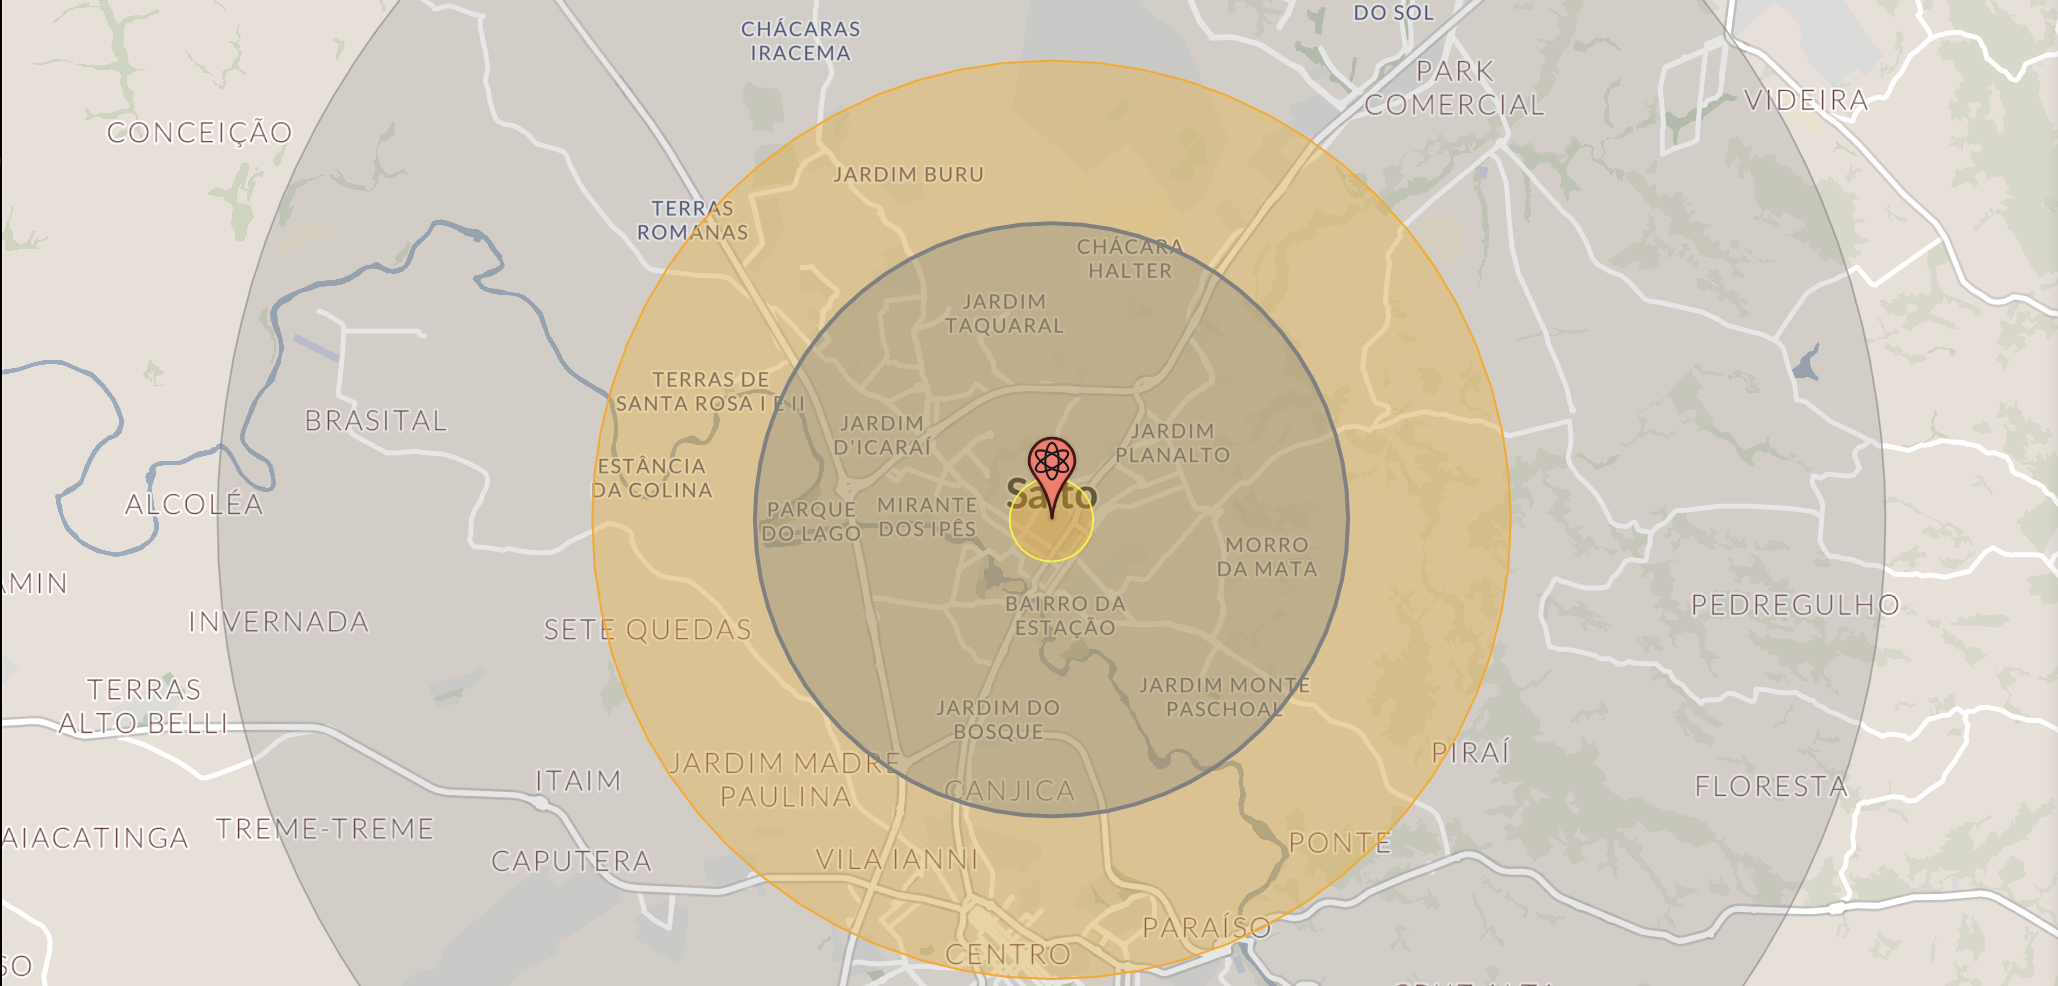 DO SOL
CHÁCARAS
IRACEMA
PARK
COMERCIAL
VIDEIRA
CONCEIÇÃO
JARDIM BURU
TERRAS
ROMANAS
CHÁCARA
HALTER
JARDIM
TAQUARAL
TERRAS DE
SANTA ROSA I E II
BRASITAL
JARDIM
D'ICARAÍ
JARDIM
PLANALTO
ESTÂNCIA
DA COLINA
Salto
ALCOLÉA
PARQUE
DO LAGO
MIRANTE
DOS IPÊS
MORRO
DA MATA
AMIN
BAIRRO DA
ESTAÇÃO
PEDREGULHO
INVERNADA
SETE QUEDAS
TERRAS
ALTO BELLI
JARDIM MONTE
PASCHOAL
JARDIM DO
BOSQUE
PIRAÍ
JARDIM MADRE
PAULINA
ITAIM
CANJICA
FLORESTA
AIACATINGA
TREME-TREME
PONTE
CAPUTERA
VILA IANNI
PARAÍSO
CENTRO
SO